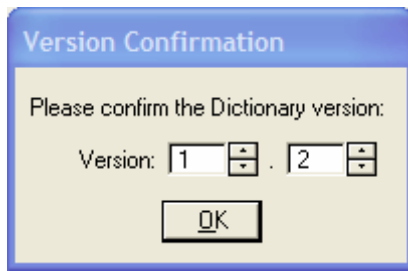 Version Confirmation
Please confirm the Dictionary version:
Version: 1 . 2
OK